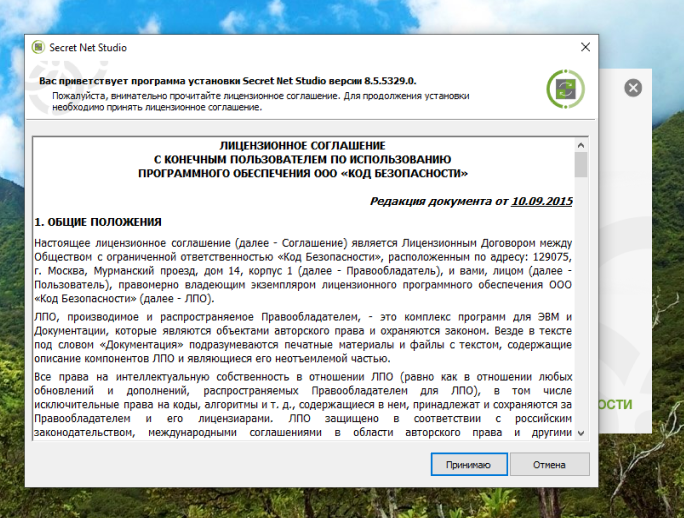 Secret Net Studio
Вас приветствует программа установки Secret Net Studio версии 8.5.5329.0.
Пожалуйста, внимательно прочитайте лицензионное соглашение. Для продолжения установки
необходимо принять лицензионное соглашение.
ЛИЦЕНЗИОННОЕ СОГЛАШЕНИЕ
С КОНЕЧНЫМ ПОЛЬЗОВАТЕЛЕМ ПО ИСПОЛЬЗОВАНИЮ
ПРОГРАММНОГО ОБЕСПЕЧЕНИЯ ООО «КОД БЕЗОПАСНОСТИ»
Редакция документа от 10.09.2015
1. ОБЩИЕ ПОЛОЖЕНИЯ
Настоящее лицензионное соглашение (далее - Соглашение) является Лицензионным Договором между
Обществом с ограниченной ответственностью «Код Безопасности», расположенным по адресу: 129075,
г. Москва, Мурманский проезд, дом 14, корпус 1 (далее - Правообладатель), и вами, лицом (далее -
Пользователь), правомерно владеющим экземпляром лицензионного программного обеспечения ООО
«Код Безопасности» (далее - ЛПО).
ЛПО, производимое и распространяемое Правообладателем, - это комплекс программ для ЭВМ и
Документации, которые являются объектами авторского права и охраняются законом. Везде в тексте
под словом «Документация» подразумеваются печатные материалы и файлы с текстом, содержащие
описание компонентов ЛПО и являющиеся его неотъемлемой частью.
Все права на интеллектуальную собственность в отношении ЛПО (равно как в отношении любых
обновлений и дополнений, распространяемых Правообладателем для ЛПО), в том числе
исключительные права на коды, алгоритмы и т. д., содержащиеся в нем, принадлежат и сохраняются за
Правообладателем и его лицензиарами. ЛПО защищено в соответствии с российским
законодательством, международными соглашениями в области авторского права и другими
ости
Принимаю
Отмена